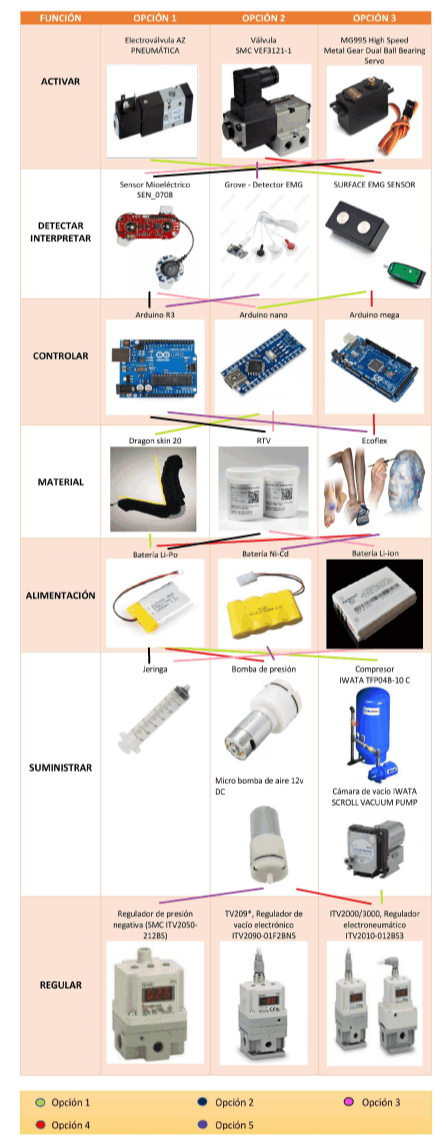 FUNCIÓN OPCIÓN 1 OPCIÓN 2 OPCIÓN 3
ACTIVAR
Electroválvula AZ
PNEUMÁTICA
Válvula
SMC VEF3121-1
MG995 High Speed
Metal Gear Dual Ball Bearing
Servo
DETECTAR
INTERPRETAR
Sensor Mioeléctrico
SEN_0708
Grove - Detector EMG
SURFACE EMG SENSOR
CONTROLAR
Arduino R3
Arduino nano
Arduino mega
MATERIAL
Dragon skin 20
RTV
Ecoflex
ALIMENTACIÓN
Batería Li-Po
Batería Ni-Cd
Batería Li-ion
SUMINISTRAR
Jeringa
Bomba de presión
Micro bomba de aire 12v
DC
Compresor
IWATA TFP04B-10 C
Cámara de vacío IWATA
SCROLL VACUUM PUMP
REGULAR
Regulador de presión
negativa (SMC ITV2050-
212BS)
TV209*, Regulador de
vacío electrónico
ITV2090-01F2BN5
ITV2000/3000, Regulador
electroneumático
ITV2010-012BS3
Opción 1 Opción 2 Opción 3
Opción 4 Opción 5